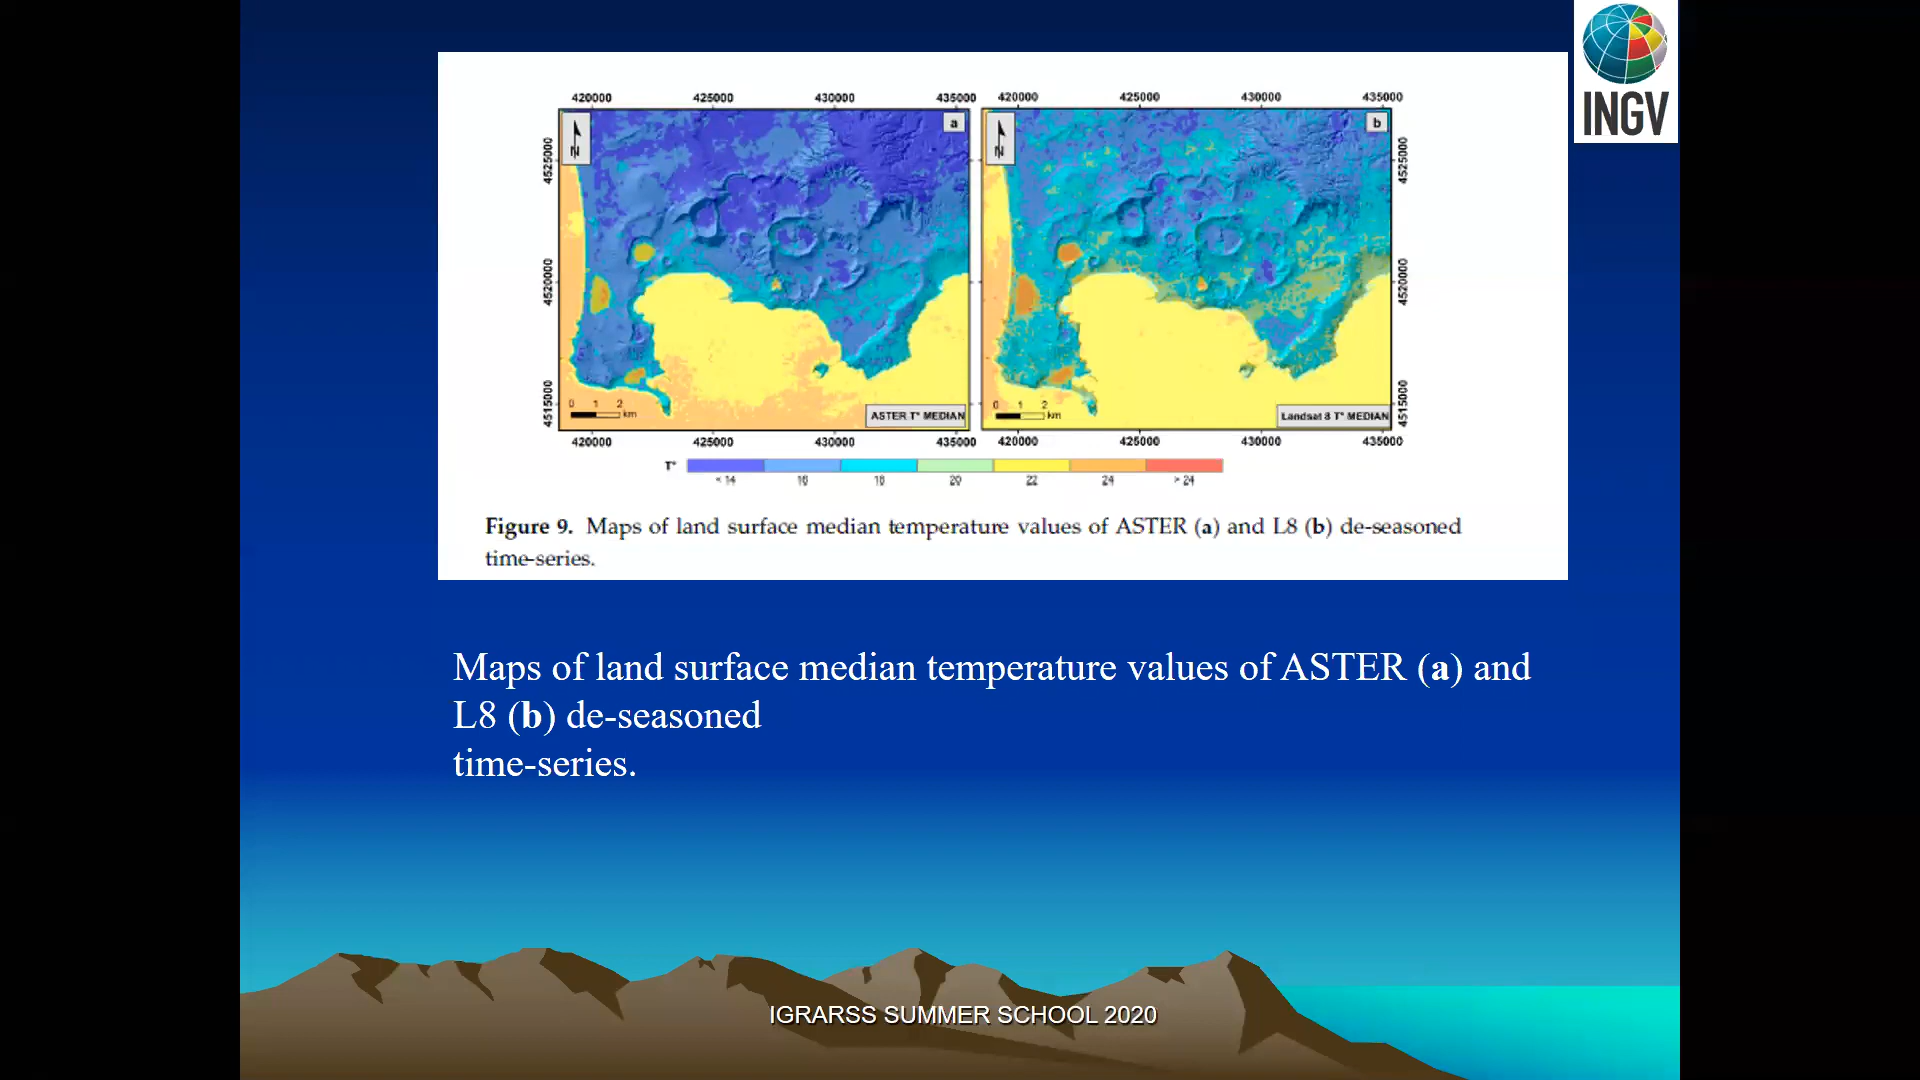 INGV
420000 425000 430000 435000
420000 425000 430000 435000
a
b
N
N
4525000
4520000
4515000
4525000
4520000
4515000
0 1 2 km
ASTER T° MEDIAN
0 1 2 km
Landsat 8 T° MEDIAN
420000 425000 430000 435000
420000 425000 430000 435000
T°
< 14 16 18 20 22 24 > 24
Figure 9. Maps of land surface median temperature values of ASTER (a) and L8 (b) de-seasoned
time-series.
Maps of land surface median temperature values of ASTER (a) and
L8 (b) de-seasoned
time-series.
IGRARSS SUMMER SCHOOL 2020